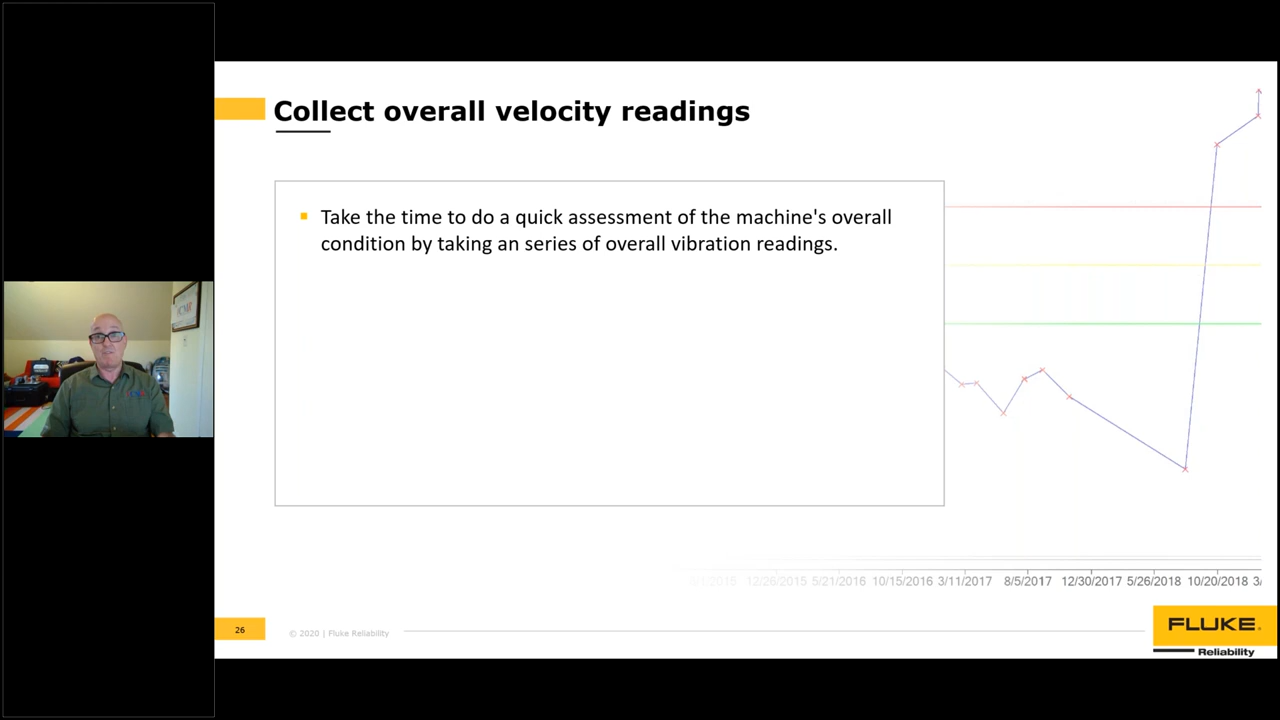 Collect overall velocity readings
Take the time to do a quick assessment of the machine's overall
condition by taking an series of overall vibration readings.
12/26/2015 5/21/2016 10/15/2016 3/11/2017 8/5/2017 12/30/2017 5/26/2018 10/20/2018 3/
26
© 2020 | Fluke Reliability
FLUKE®
Reliability